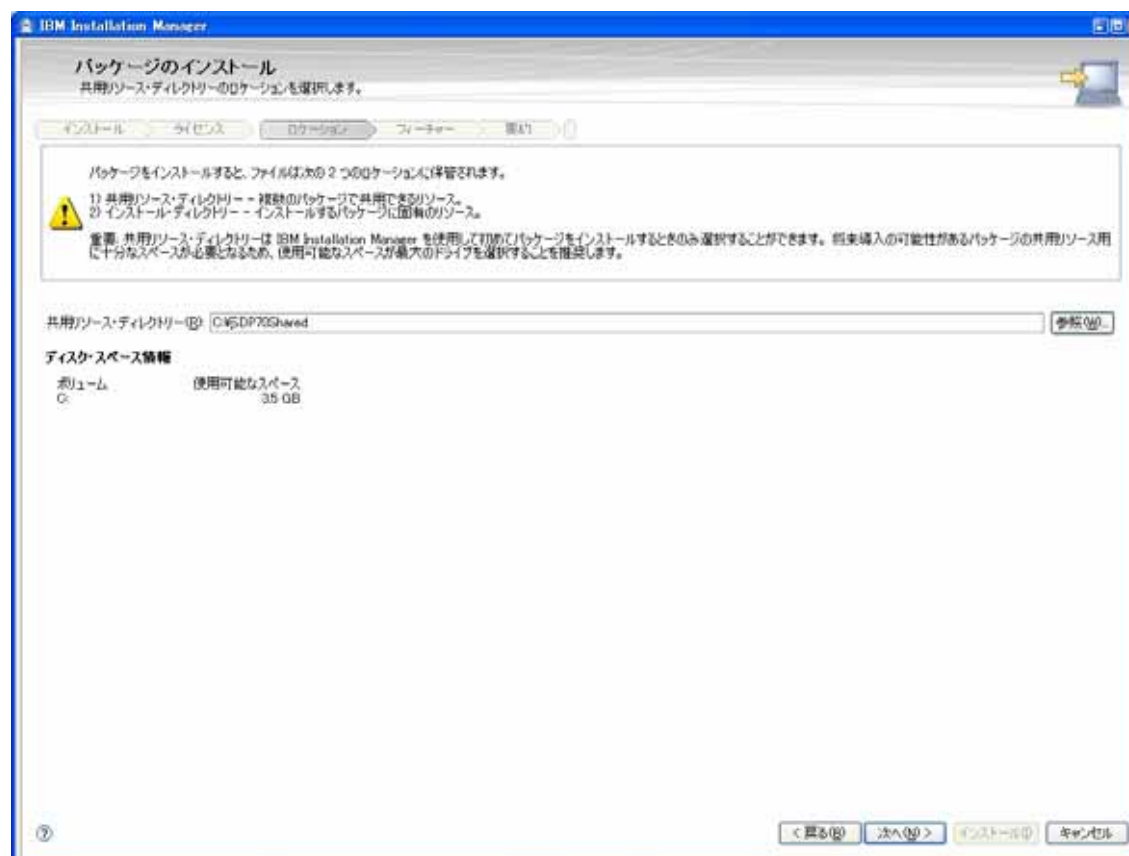 IBM Installation Manager
パッケージのインストール
共用リソース・ディレクトリーのロケーションを選択します。
インストール
ライセンス
ロケーション
フィーチャー
要約
パッケージをインストールすると、ファイルは次の 2 つのロケーションに保管されます。
1) 共用リソース・ディレクトリー - - 複数のパッケージで共用できるリソース。
2) インストール・ディレクトリー - - インストールするパッケージに固有のリソース。
重要: 共用リソース・ディレクトリーは IBM Installation Manager を使用して初めてパッケージをインストールするときのみ選択することができます。将来導入の可能性があるパッケージの共用リソース用
に十分なスペースが必要となるため、使用可能なスペースが最大のドライブを選択することを推奨します。
共用リソース・ディレクトリー(R): C:¥SDP70Shared
参照(W)...
ディスク・スペース情報
ボリューム 使用可能なスペース
C: 35 GB
< 戻る(B)
次へ(N) >
インストール(I)
キャンセル